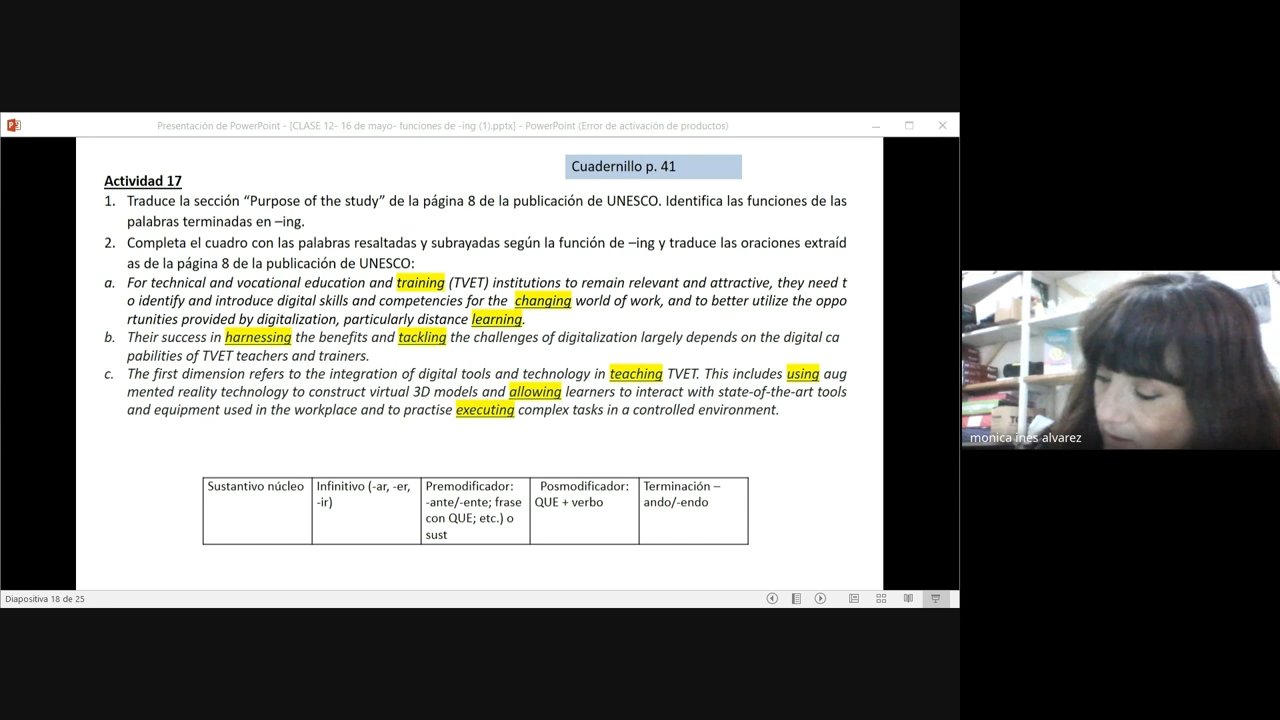 Presentación de PowerPoint - [CLASE 12- 16 de mayo- funciones de -ing (1).pptx] - PowerPoint (Error de activación de productos)
Cuadernillo p. 41
Actividad 17
1. Traduce la sección “Purpose of the study” de la página 8 de la publicación de UNESCO. Identifica las funciones de las
palabras terminadas en –ing.
2. Completa el cuadro con las palabras resaltadas y subrayadas según la función de –ing y traduce las oraciones extraíd
as de la página 8 de la publicación de UNESCO:
a. For technical and vocational education and training (TVET) institutions to remain relevant and attractive, they need t
o identify and introduce digital skills and competencies for the changing world of work, and to better utilize the oppo
rtunities provided by digitalization, particularly distance learning.
b. Their success in harnessing the benefits and tackling the challenges of digitalization largely depends on the digital ca
pabilities of TVET teachers and trainers.
c. The first dimension refers to the integration of digital tools and technology in teaching TVET. This includes using aug
mented reality technology to construct virtual 3D models and allowing learners to interact with state-of-the-art tools
and equipment used in the workplace and to practise executing complex tasks in a controlled environment.
Sustantivo núcleo
Infinitivo (-ar, -er,
-ir)
Premodificador:
-ante/-ente; frase
con QUE; etc.) o
sust
Posmodificador:
QUE + verbo
Terminación –
ando/-endo
Diapositiva 18 de 25
monica ines alvarez